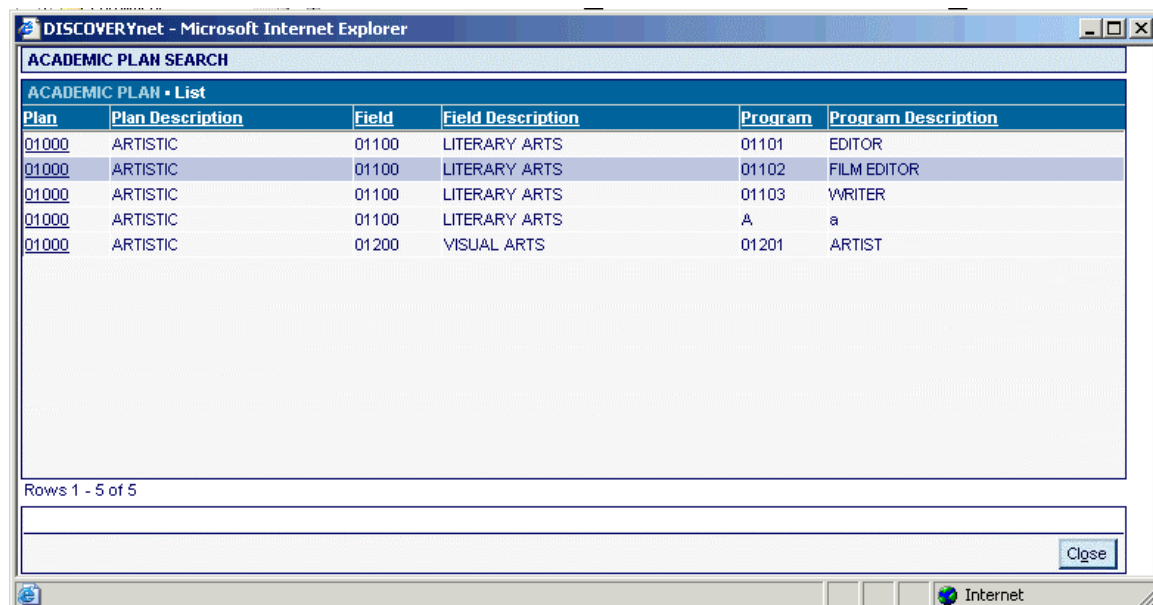 DISCOVERYnet - Microsoft Internet Explorer
ACADEMIC PLAN SEARCH
ACADEMIC PLAN ▪ List
Plan Plan Description Field Field Description Program Program Description
01000 ARTISTIC 01100 LITERARY ARTS 01101 EDITOR
01000 ARTISTIC 01100 LITERARY ARTS 01102 FILM EDITOR
01000 ARTISTIC 01100 LITERARY ARTS 01103 WRITER
01000 ARTISTIC 01100 LITERARY ARTS A a
01000 ARTISTIC 01200 VISUAL ARTS 01201 ARTIST
Rows 1 - 5 of 5
Close
Internet